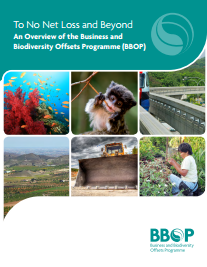 To No Net Loss and Beyond
An Overview of the Business and
Biodiversity Offsets Programme (BBOP)
BBOP
Business and Biodiversity
Offsets Programme